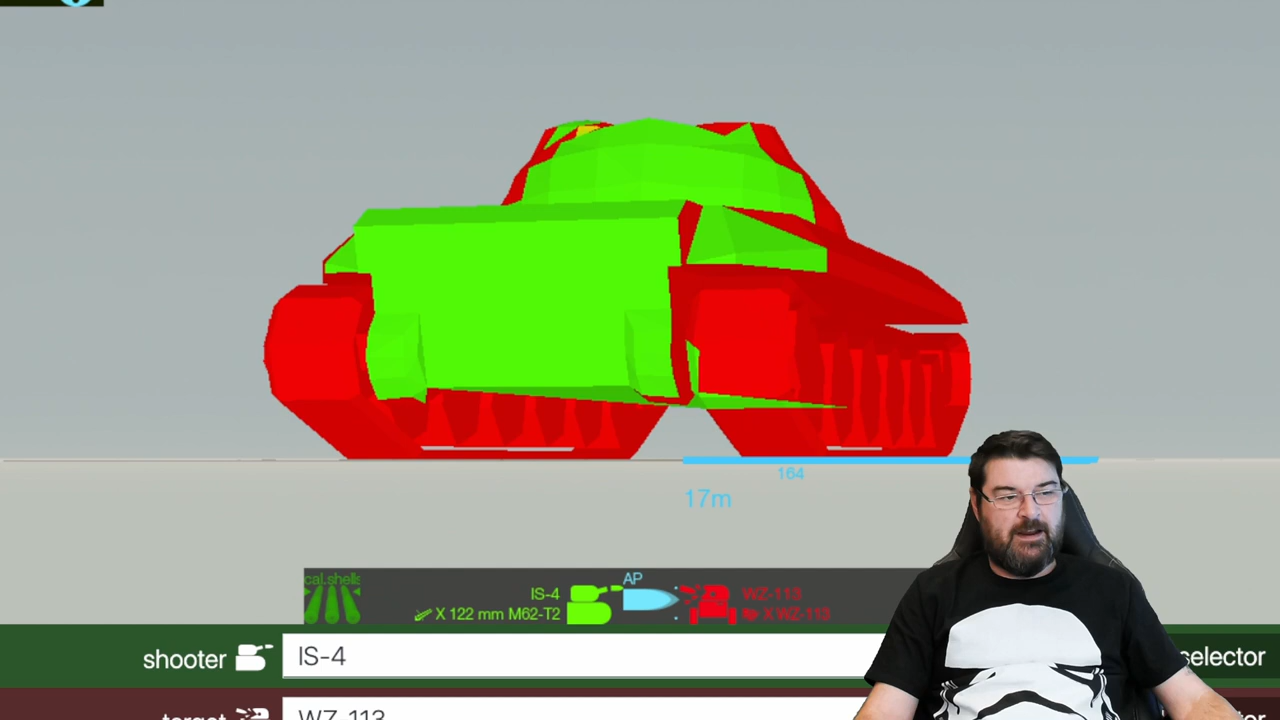 164
17m
cal.shells
AP
IS-4
WZ-113
X 122 mm M62-T2
X WZ-113
shooter
IS-4
selector
target
WZ-113